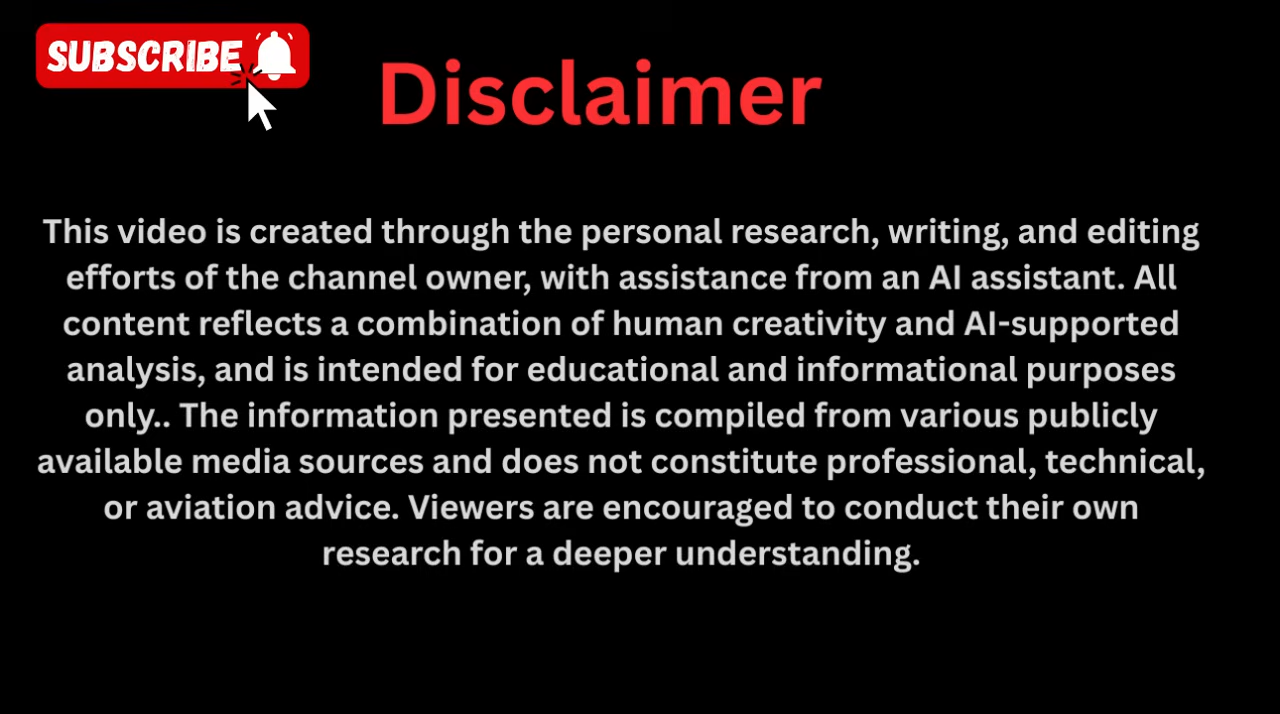 SUBSCRIBE
Disclaimer
This video is created through the personal research, writing, and editing
efforts of the channel owner, with assistance from an AI assistant. All
content reflects a combination of human creativity and AI-supported
analysis, and is intended for educational and informational purposes
only.. The information presented is compiled from various publicly
available media sources and does not constitute professional, technical,
or aviation advice. Viewers are encouraged to conduct their own
research for a deeper understanding.